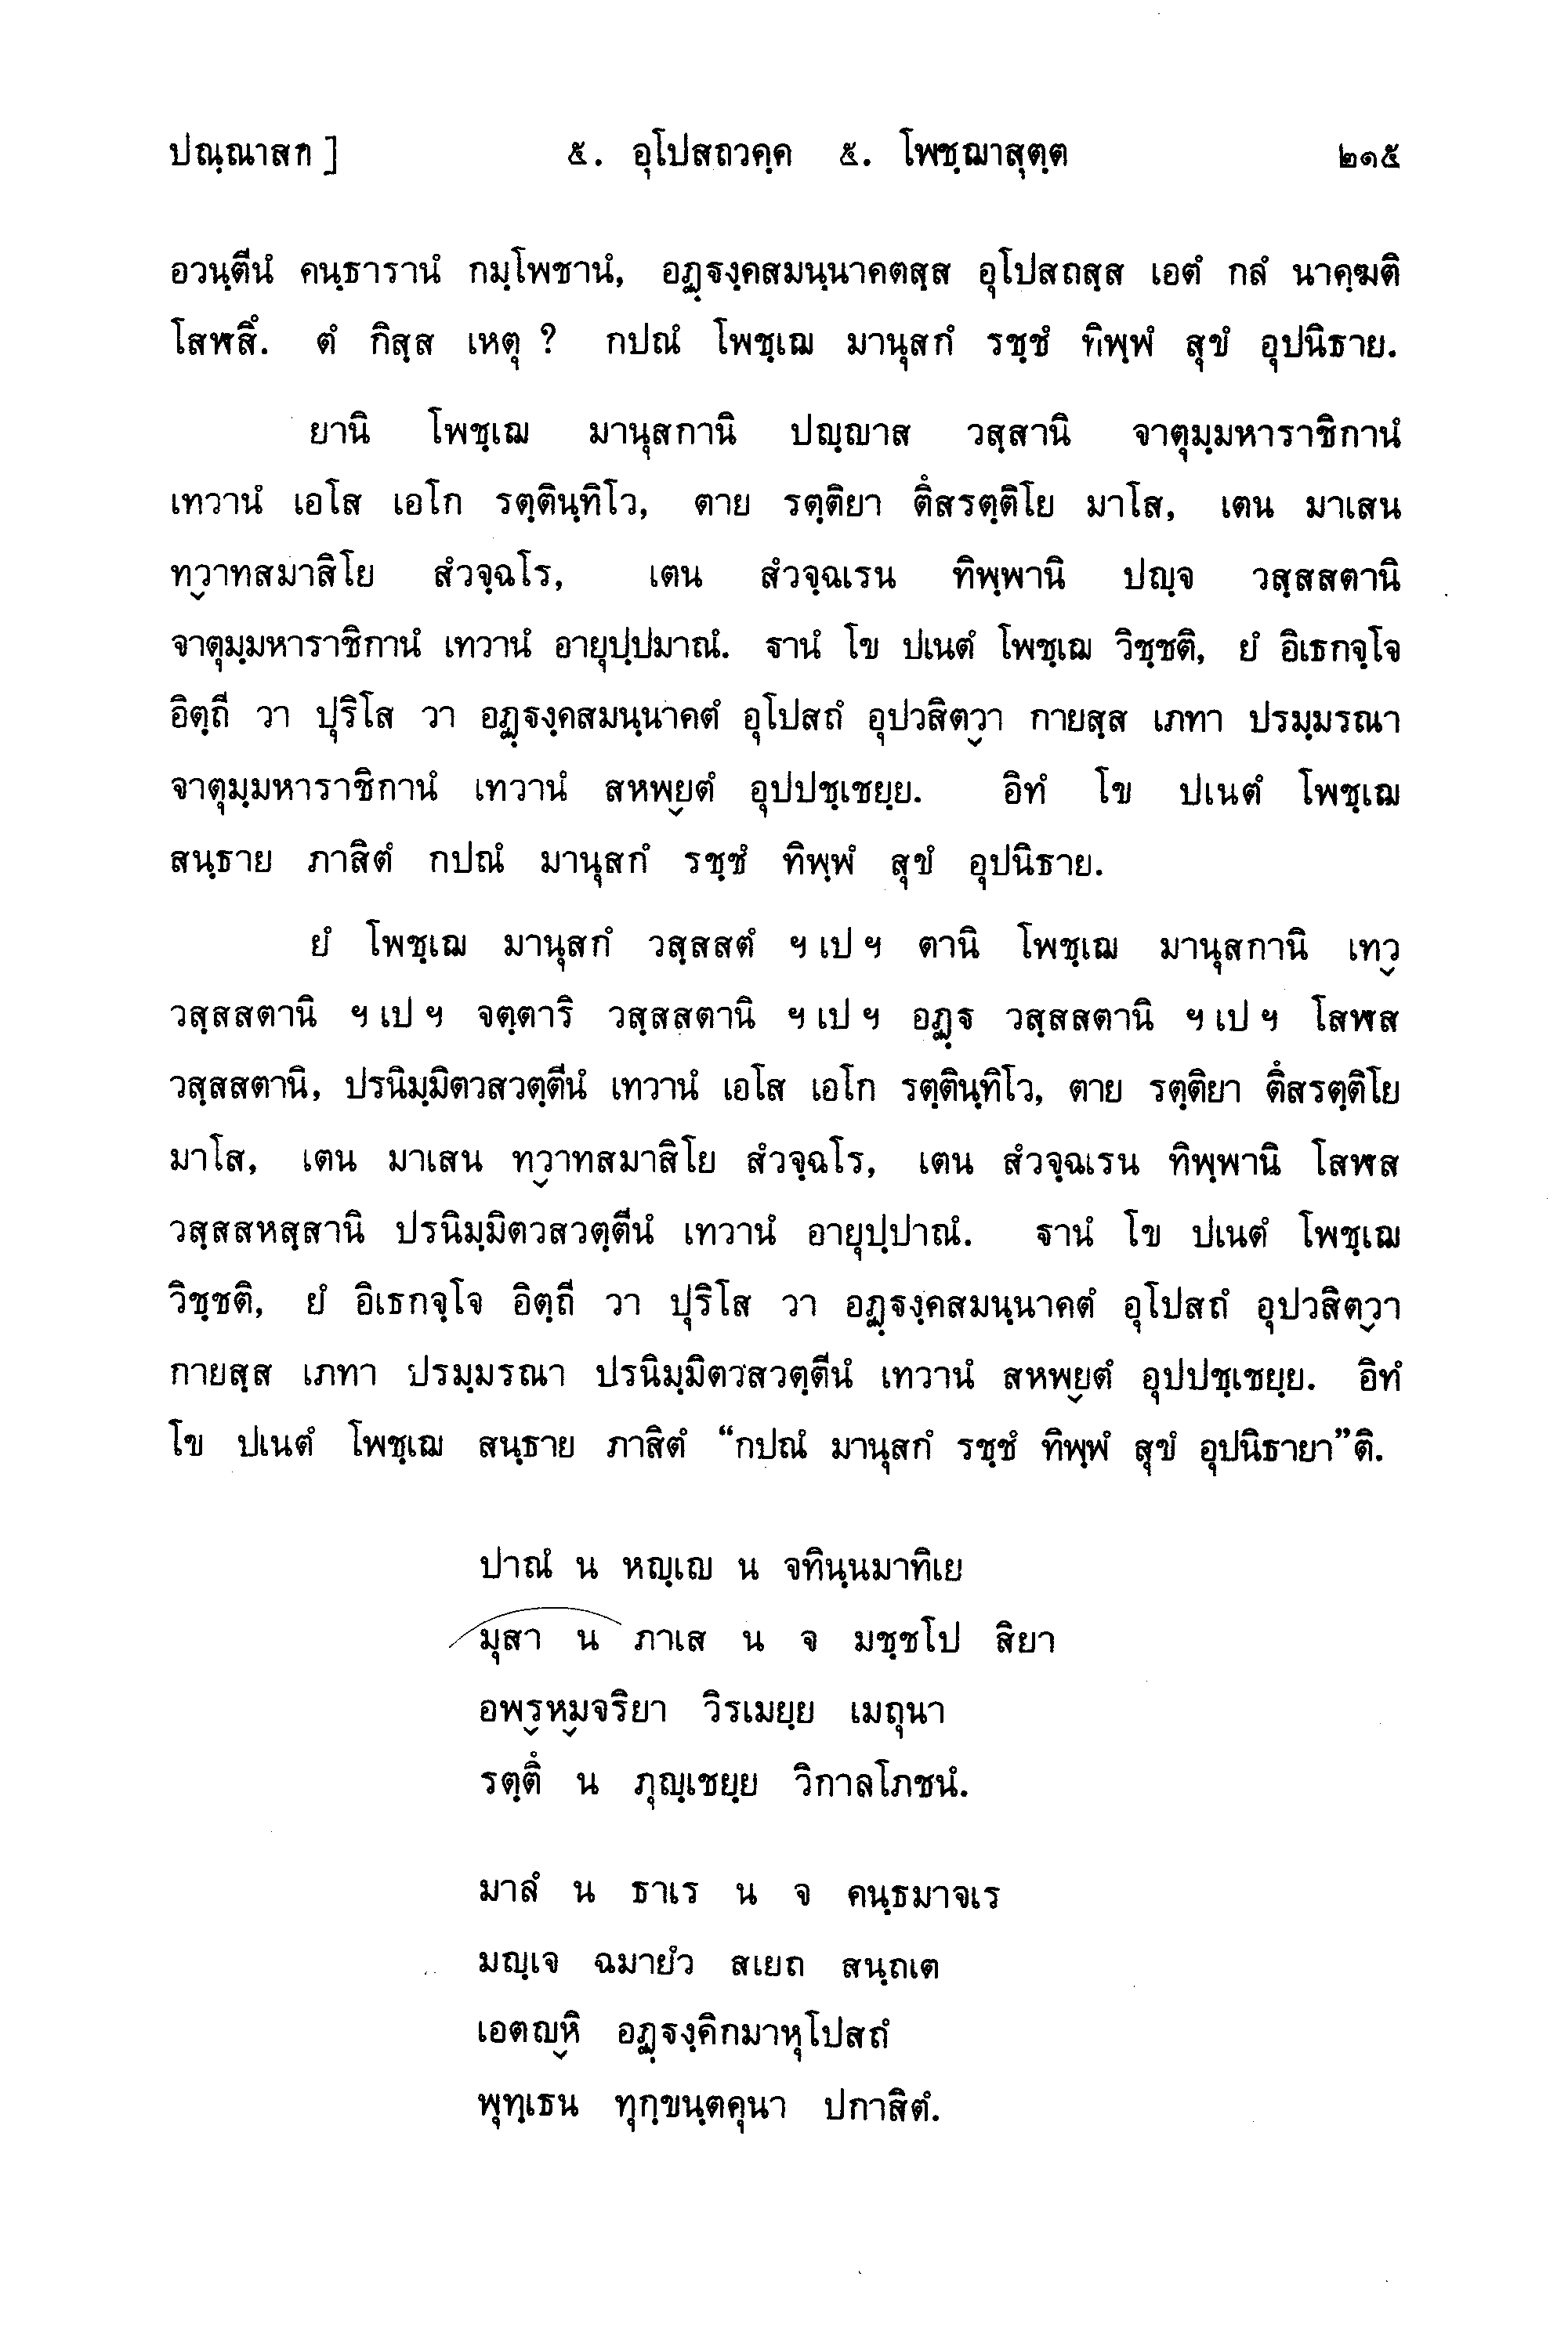 ปณฺณาสก ] ๕. อุโปสถวคฺค ๕. โพชฺฌาสุตฺต ๒๑๕
อวนฺตีนํ คนฺธารานํ กมฺโพชานํ, อฏฺฐงฺคสมนฺนาคตสฺส อุโปสถสฺส เอตํ กลํ นาคฺฆติ
โสฬสึ. ตํ กิสฺส เหตุ ? กปณํ โพชฺเฌ มานุสกํ รชฺชํ ทิพฺพํ สุขํ อุปนิธาย.
ยานิ โพชฺเฌ มานุสกานิ ปญฺญาส วสฺสานิ จาตุมฺมหาราชิกานํ
เทวานํ เอโส เอโก รตฺตินฺทิโว, ตาย รตฺติยา ตึสรตฺติโย มาโส, เตน มาเสน
ทฺวาทสมาสิโย สํวจฺฉโร, เตน สํวจฺฉเรน ทิพฺพานิ ปญฺจ วสฺสสตานิ
จาตุมฺมหาราชิกานํ เทวานํ อายุปฺปมาณํ. ฐานํ โข ปเนตํ โพชฺเฌ วิชฺชติ, ยํ อิเธกจฺโจ
อิตฺถี วา ปุริโส วา อฏฺฐงฺคสมนฺนาคตํ อุโปสถํ อุปวสิตฺวา กายสฺส เภทา ปรมฺมรณา
จาตุมฺมหาราชิกานํ เทวานํ สหพฺยตํ อุปปชฺเชยฺย. อิทํ โข ปเนตํ โพชฺเฌ
สนฺธาย ภาสิตํ กปณํ มานุสกํ รชฺชํ ทิพฺพํ สุขํ อุปนิธาย.
ยํ โพชฺเฌ มานุสกํ วสฺสสตํ ฯ เป ฯ ตานิ โพชฺเฌ มานุสกานิ เทฺว
วสฺสสตานิ ฯ เป ฯ จตฺตาริ วสฺสสตานิ ฯ เป ฯ อฏฺฐ วสฺสสตานิ ฯ เป ฯ โสฬส
วสฺสสตานิ, ปรนิมฺมิตวสวตฺตีนํ เทวานํ เอโส เอโก รตฺตินฺทิโว, ตาย รตฺติยา ตึสรตฺติโย
มาโส, เตน มาเสน ทฺวาทสมาสิโย สํวจฺฉโร, เตน สํวจฺฉเรน ทิพฺพานิ โสฬส
วสฺสสหสฺสานิ ปรนิมฺมิตวสวตฺตีนํ เทวานํ อายุปฺปาณํ. ฐานํ โข ปเนตํ โพชฺเฌ
วิชฺชติ, ยํ อิเธกจฺโจ อิตฺถี วา ปุริโส วา อฏฺฐงฺคสมนฺนาคตํ อุโปสถํ อุปวสิตฺวา
กายสฺส เภทา ปรมฺมรณา ปรนิมฺมิตวสวตฺตีนํ เทวานํ สหพฺยตํ อุปปชฺเชยฺย. อิทํ
โข ปเนตํ โพชฺเฌ สนฺธาย ภาสิตํ “กปณํ มานุสกํ รชฺชํ ทิพฺพํ สุขํ อุปนิธายา”ติ.
ปาณํ น หญฺเญ น จทินฺนมาทิเย
มุสา น ภาเส น จ มชฺชโป สิยา
อพฺรหฺมจริยา วิรเมยฺย เมถุนา
รตฺตึ น ภุญฺเชยฺย วิกาลโภชนํ.
มาลํ น ธาเร น จ คนฺธมาจเร
มญฺเจ ฉมายํว สเยถ สนฺถเต
เอตญฺหิ อฏฺฐงฺคิกมาหุโปสถํ
พุทฺเธน ทุกฺขนฺตคุนา ปกาสิตํ.